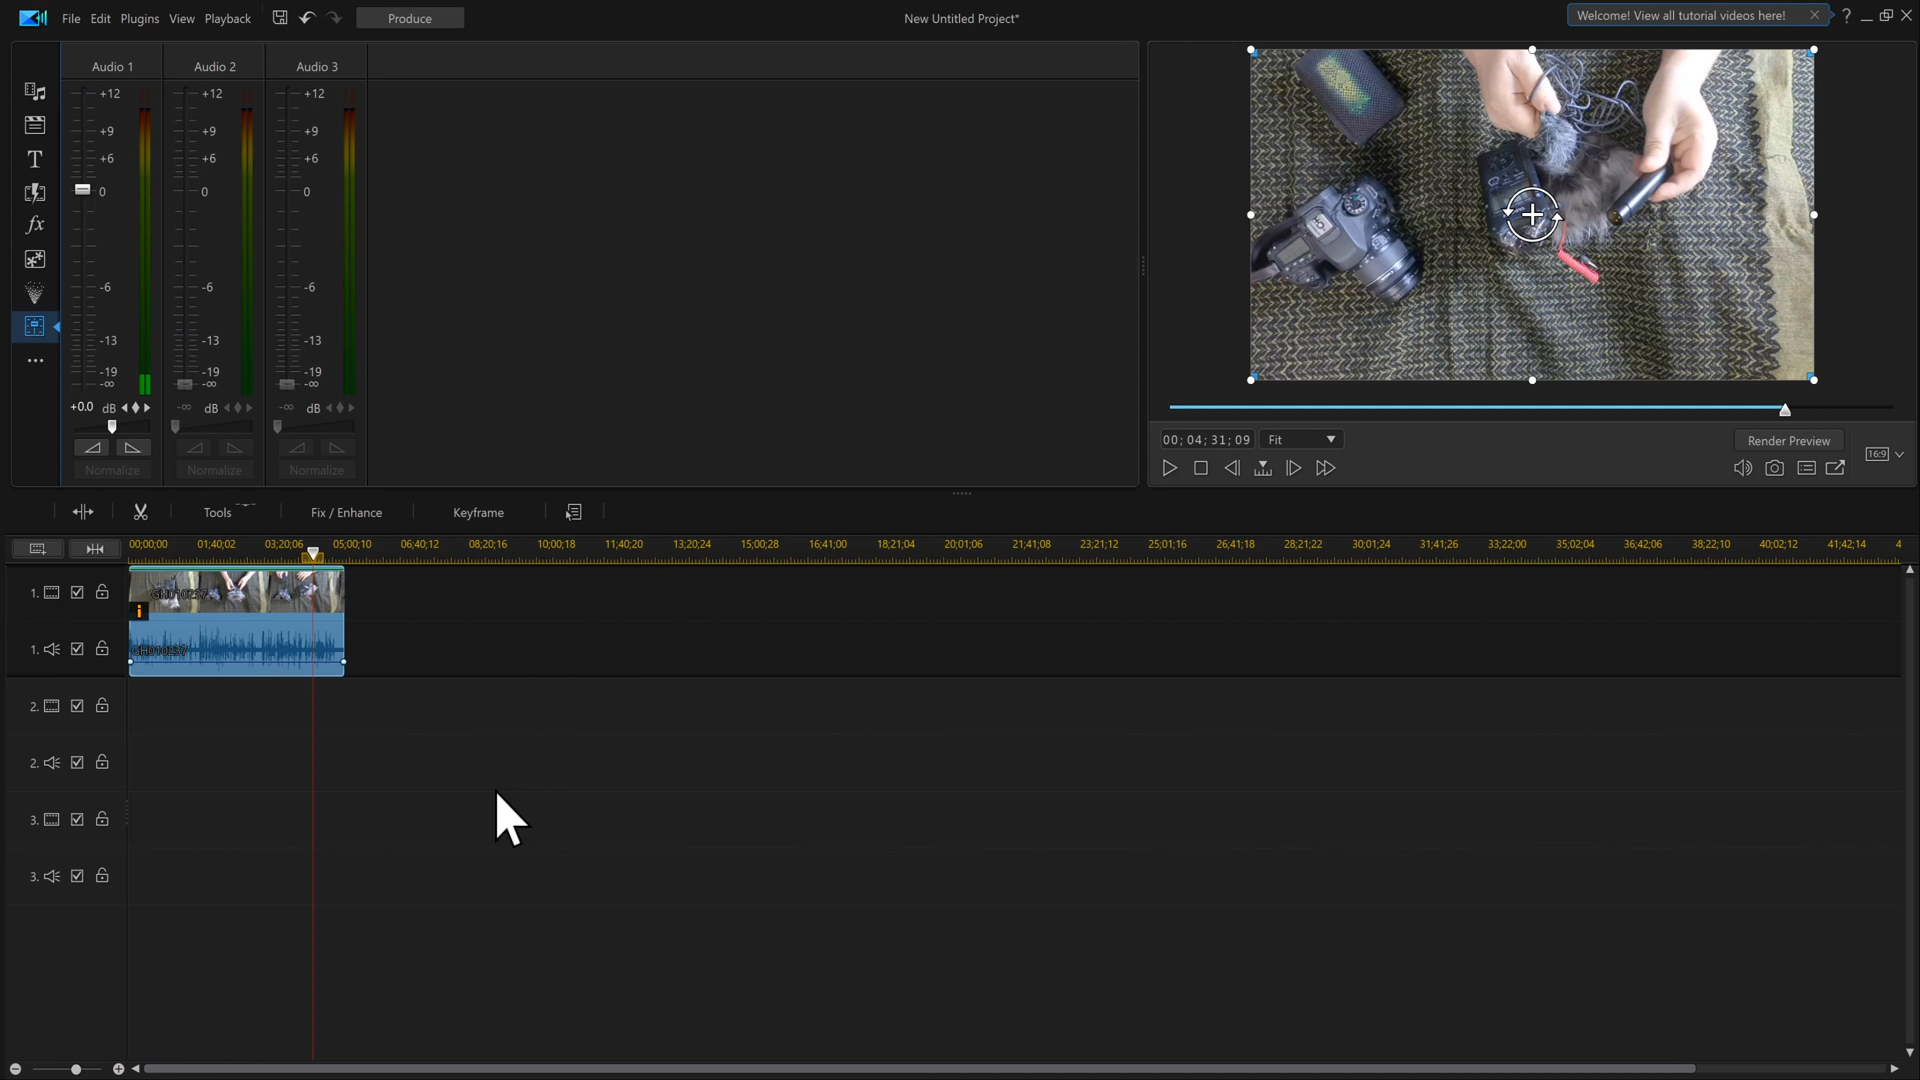 File Edit Plugins View Playback Produce New Untitled Project* Welcome! View all tutorial videos here! ?
Audio 1 Audio 2 Audio 3
+12 +12 +12
+9 +9 +9
+6 +6 +6
0 0 0
-6 -6 -6
-13 -13 -13
-19 -19 -19
-∞ -∞ -∞
+0.0 dB -∞ dB -∞ dB
Normalize Normalize Normalize
T
fx
00; 04; 31; 09 Fit Render Preview
16:9
Tools Fix / Enhance Keyframe
00;00;00 01;40;02 03;20;06 05;00;10 06;40;12 08;20;16 10;00;18 11;40;20 13;20;24 15;00;28 16;41;00 18;21;04 20;01;06 21;41;08 23;21;12 25;01;16 26;41;18 28;21;22 30;01;24 31;41;26 33;22;00 35;02;04 36;42;06 38;22;10 40;02;12 41;42;14 4
1. GH010237
i
1. GH010237
2.
2.
3.
3.